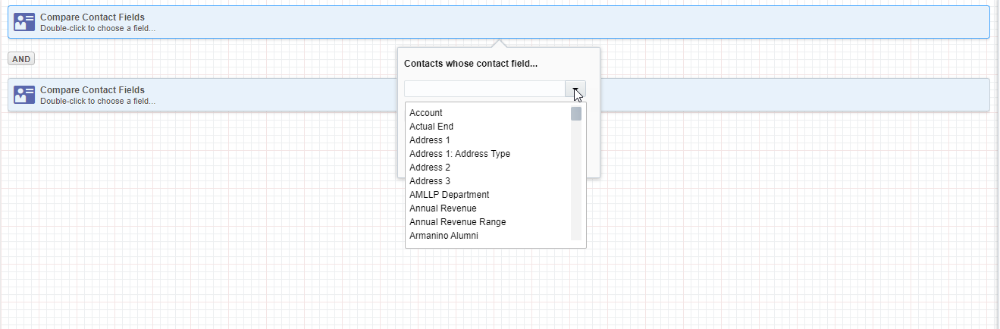 Compare Contact Fields
Double-click to choose a field...
AND
Compare Contact Fields
Double-click to choose a field...
Contacts whose contact field...
Account
Actual End
Address 1
Address 1: Address Type
Address 2
Address 3
AMLLP Department
Annual Revenue
Annual Revenue Range
Armanino Alumni